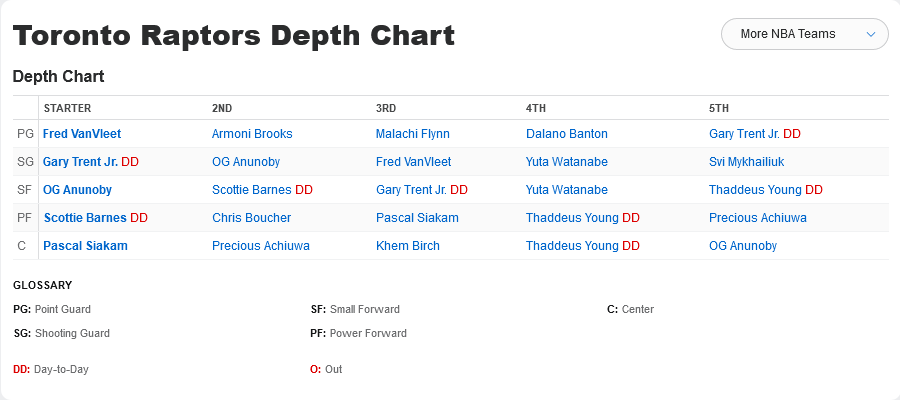 Toronto Raptors Depth Chart
More NBA Teams
Depth Chart
STARTER 2ND 3RD 4TH 5TH
PG Fred VanVleet Armoni Brooks Malachi Flynn Dalano Banton Gary Trent Jr. DD
SG Gary Trent Jr. DD OG Anunoby Fred VanVleet Yuta Watanabe Svi Mykhailiuk
SF OG Anunoby Scottie Barnes DD Gary Trent Jr. DD Yuta Watanabe Thaddeus Young DD
PF Scottie Barnes DD Chris Boucher Pascal Siakam Thaddeus Young DD Precious Achiuwa
C Pascal Siakam Precious Achiuwa Khem Birch Thaddeus Young DD OG Anunoby
GLOSSARY
PG: Point Guard SF: Small Forward C: Center
SG: Shooting Guard PF: Power Forward
DD: Day-to-Day O: Out